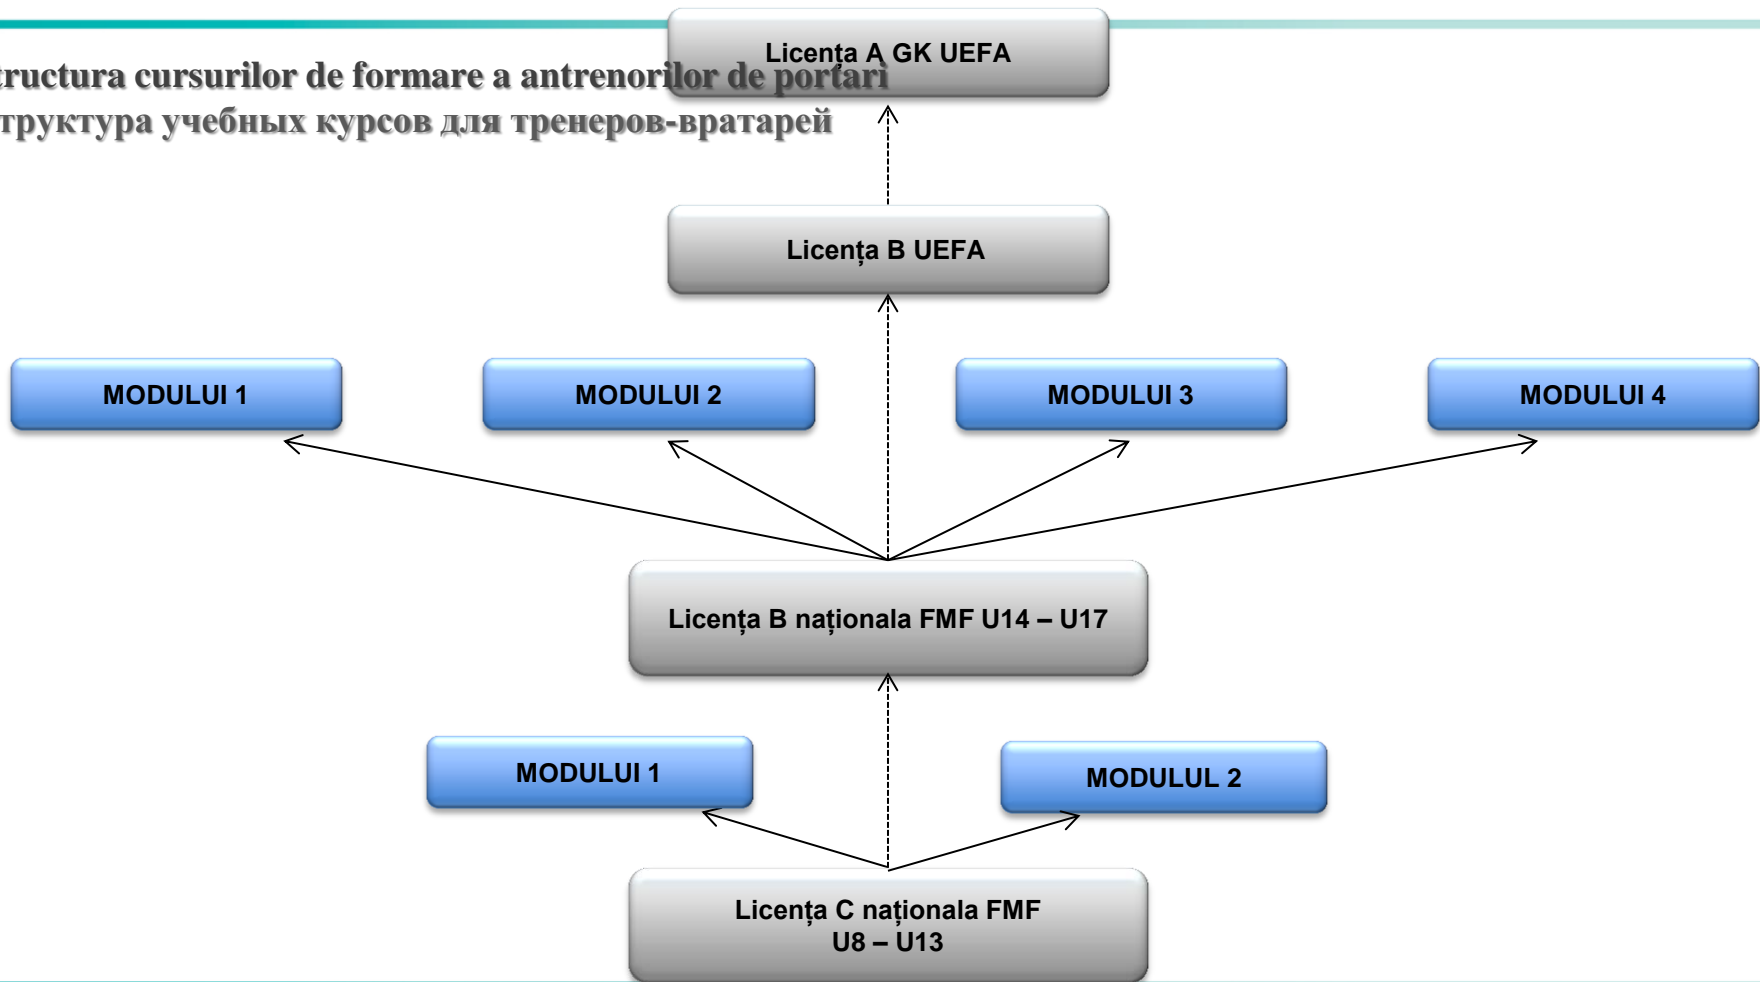 Licența A GK UEFA
tructura cursurilor de formare a antrenorilor de portari
труктура учебных курсов для тренеров-вратарей
Licența B UEFA
MODULUI 1
MODULUI 2
MODULUI 3
MODULUI 4
Licența B naționala FMF U14 – U17
MODULUI 1
MODULUL 2
Licența C naționala FMF
U8 – U13